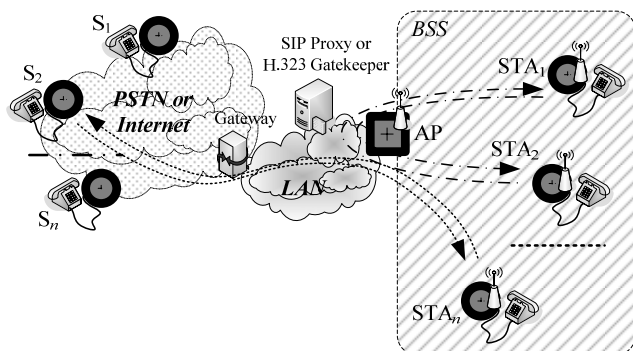 S1
S2
Sn
PSTN or
Internet
Gateway
SIP Proxy or
H.323 Gatekeeper
LAN
AP
BSS
STA1
STA2
STAn